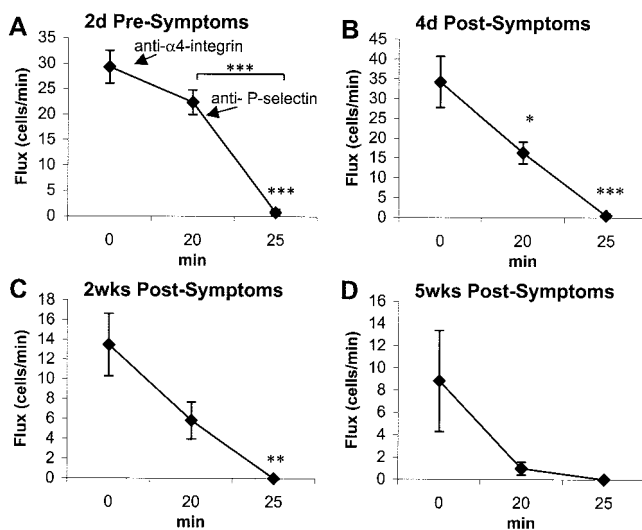 A
2d Pre-Symptoms
35
30
25
20
15
10
5
0
Flux (cells/min)
anti-α4-integrin
***
anti- P-selectin
***
0 20 25
min
B
4d Post-Symptoms
45
40
35
30
25
20
15
10
5
0
Flux (cells/min)
*
***
0 20 25
min
C
2wks Post-Symptoms
18
16
14
12
10
8
6
4
2
0
Flux (cells/min)
**
0 20 25
min
D
5wks Post-Symptoms
16
14
12
10
8
6
4
2
0
Flux (cells/min)
0 20 25
min